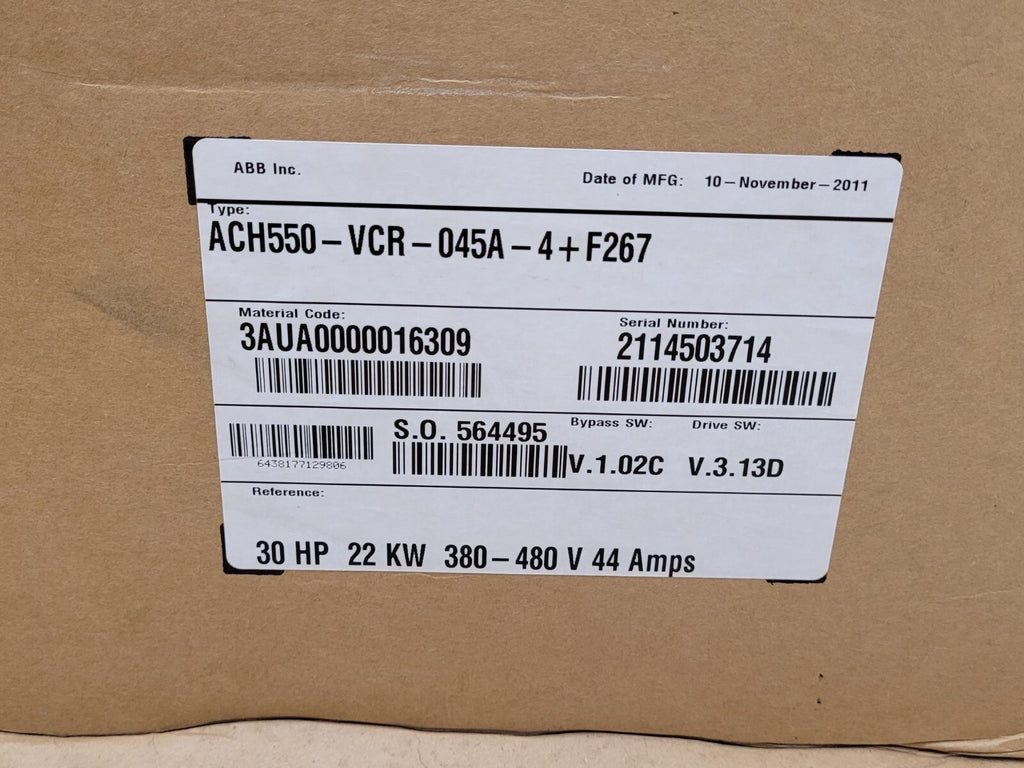 ABB Inc.
Date of MFG: 10-November-2011
Type:
ACH550-VCR-045A-4+F267
Material Code:
3AUA0000016309
Serial Number:
2114503714
6438177129806
S.O. 564495
Bypass SW:
V.1.02C
Drive SW:
V.3.13D
Reference:
30 HP 22 KW 380-480 V 44 Amps